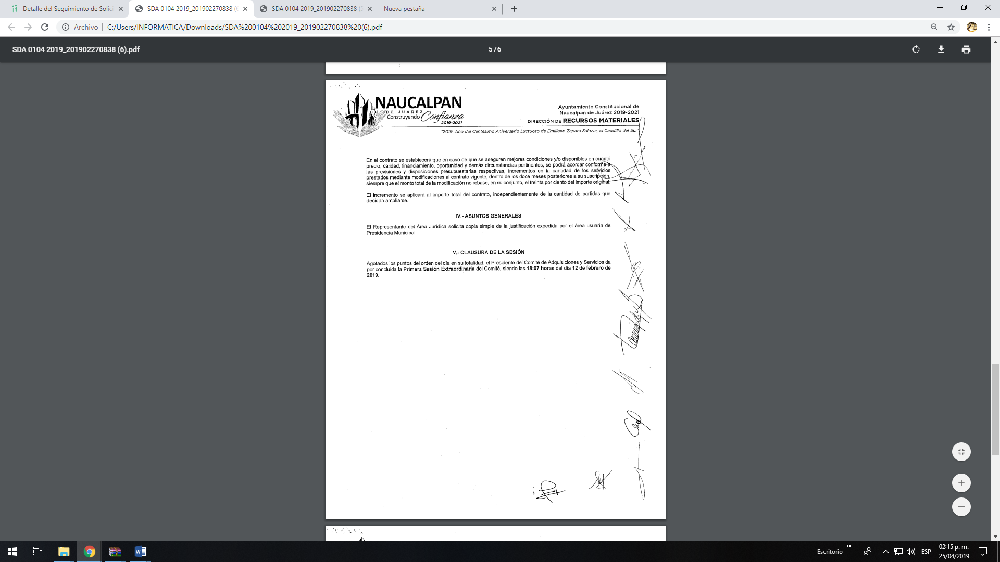 Detalle del Seguimiento de Solici
SDA 0104 2019_201902270838 (6
SDA 0104 2019_201902270838 (5
Nueva pestaña
Archivo
C:/Users/INFORMATICA/Downloads/SDA%200104%202019_201902270838%20(6).pdf
SDA 0104 2019_201902270838 (6).pdf
5 / 6
NAUCALPAN
DE JUÁREZ
Construyendo Confianza
2019-2021
Ayuntamiento Constitucional de
Naucalpan de Juárez 2019-2021
DIRECCIÓN DE RECURSOS MATERIALES
"2019. Año del Centésimo Aniversario Luctuoso de Emiliano Zapata Salazar, el Caudillo del Sur"
En el contrato se establecerá que en caso de que se aseguren mejores condiciones y/o disponibles en cuanto
precio, calidad, financiamiento, oportunidad y demás circunstancias pertinentes, se podrá acordar conforme a
las previsiones y disposiciones presupuestarias respectivas, incrementos en la cantidad de los servicios
prestados mediante modificaciones al contrato vigente, dentro de los doce meses posteriores a su suscripción,
siempre que el monto total de la modificación no rebase, en su conjunto, el treinta por ciento del importe original.
El incremento se aplicará al importe total del contrato, independientemente de la cantidad de partidas que
decidan ampliarse.
IV.- ASUNTOS GENERALES
El Representante del Área Jurídica solicita copia simple de la justificación expedida por el área usuaria de
Presidencia Municipal.
V.- CLAUSURA DE LA SESIÓN
Agotados los puntos del orden del día en su totalidad, el Presidente del Comité de Adquisiciones y Servicios da
por concluida la Primera Sesión Extraordinaria del Comité, siendo las 18:07 horas del día 12 de febrero de
2019.
Escritorio
ESP
02:15 p. m.
25/04/2019